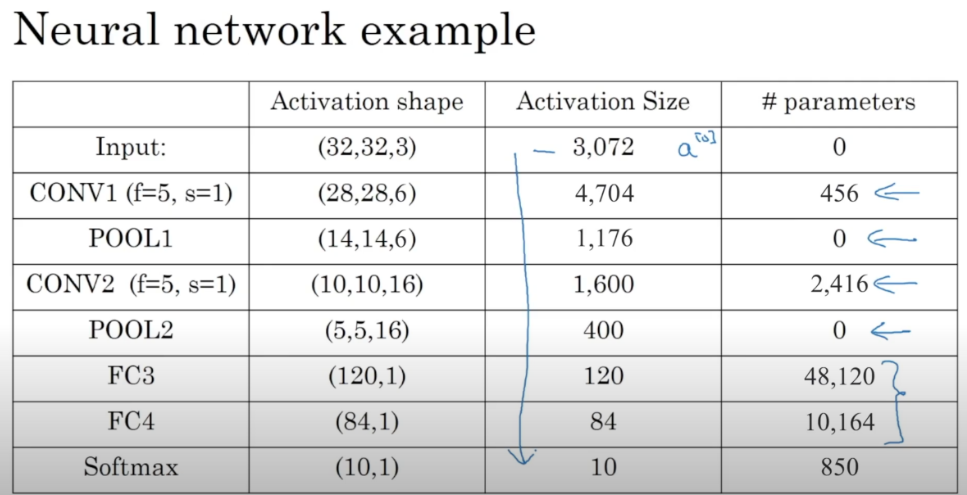 Neural network example
Activation shape Activation Size # parameters
Input: (32,32,3) 3,072 a[0] 0
CONV1 (f=5, s=1) (28,28,6) 4,704 456
POOL1 (14,14,6) 1,176 0
CONV2 (f=5, s=1) (10,10,16) 1,600 2,416
POOL2 (5,5,16) 400 0
FC3 (120,1) 120 48,120
FC4 (84,1) 84 10,164
Softmax (10,1) 10 850